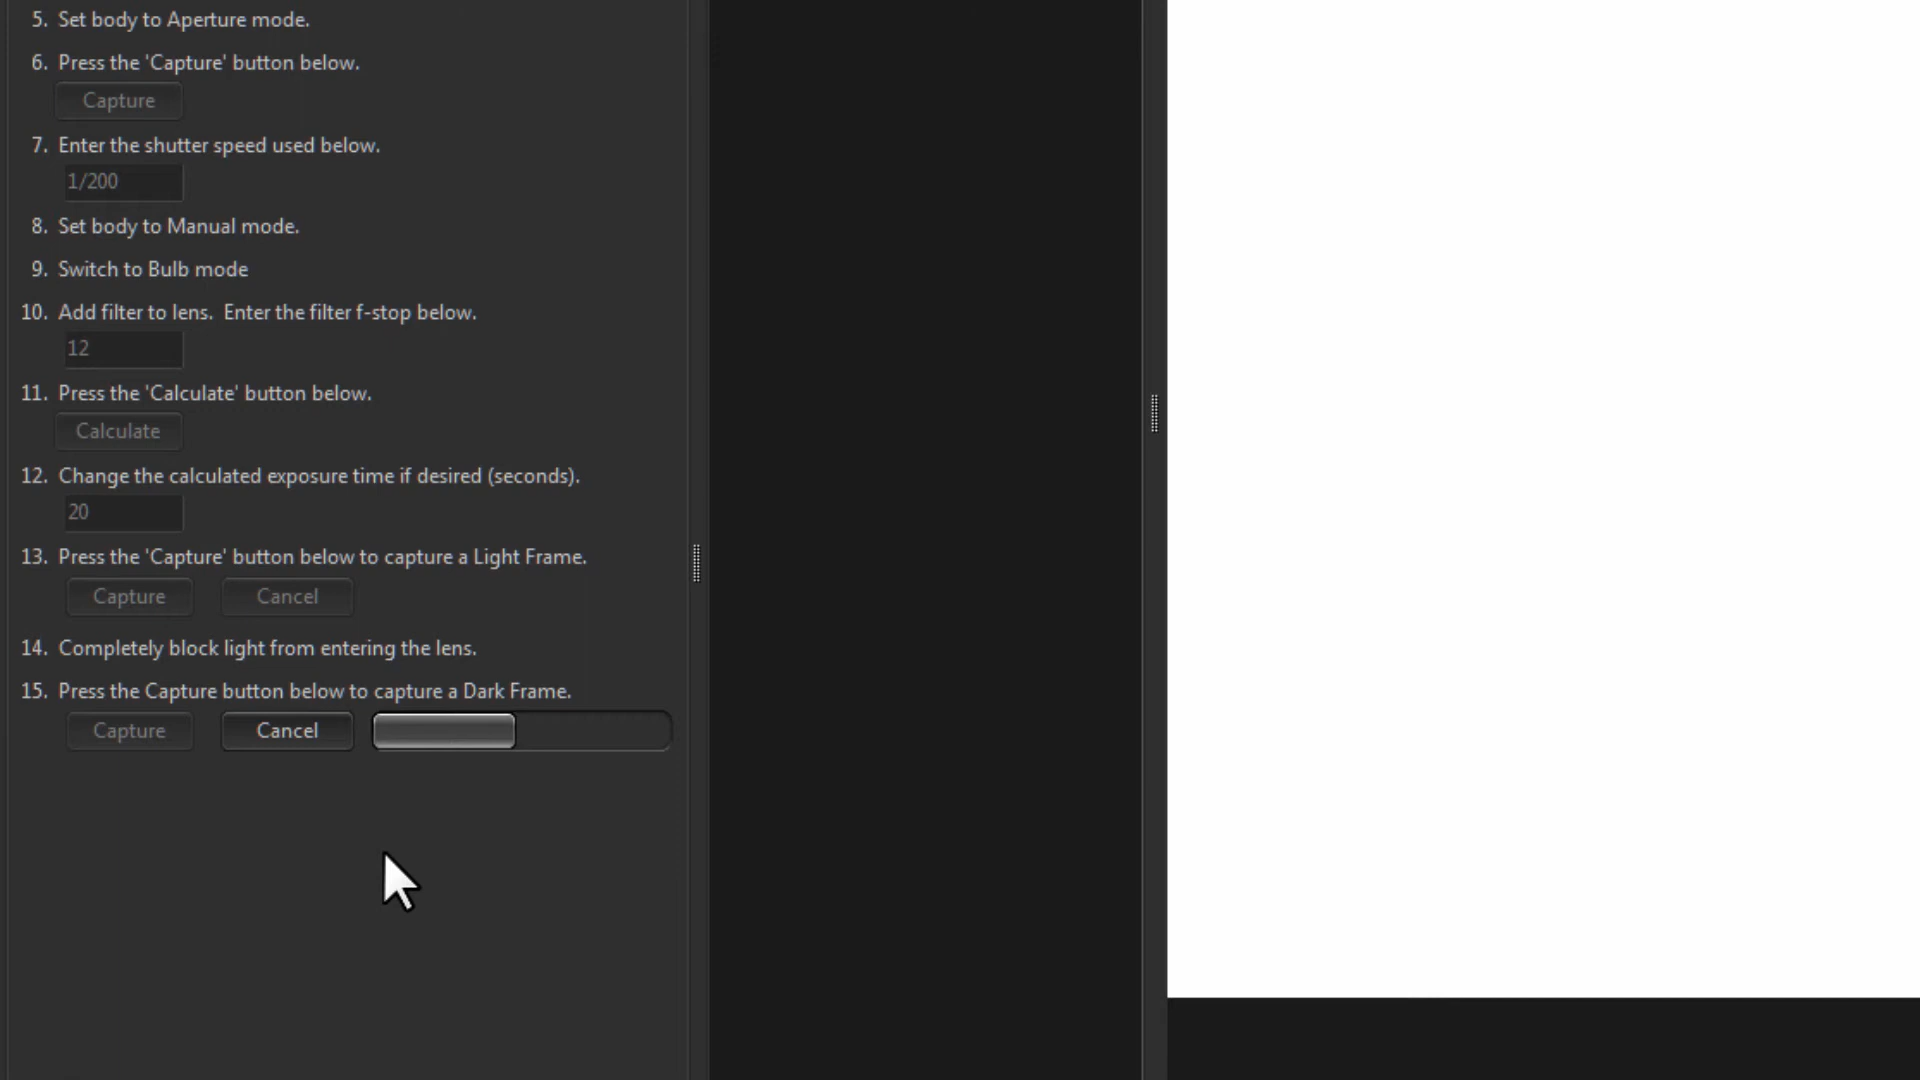 5. Set body to Aperture mode.
6. Press the 'Capture' button below.
Capture
7. Enter the shutter speed used below.
1/200
8. Set body to Manual mode.
9. Switch to Bulb mode
10. Add filter to lens.  Enter the filter f-stop below.
12
11. Press the 'Calculate' button below.
Calculate
12. Change the calculated exposure time if desired (seconds).
20
13. Press the 'Capture' button below to capture a Light Frame.
Capture Cancel
14. Completely block light from entering the lens.
15. Press the Capture button below to capture a Dark Frame.
Capture Cancel